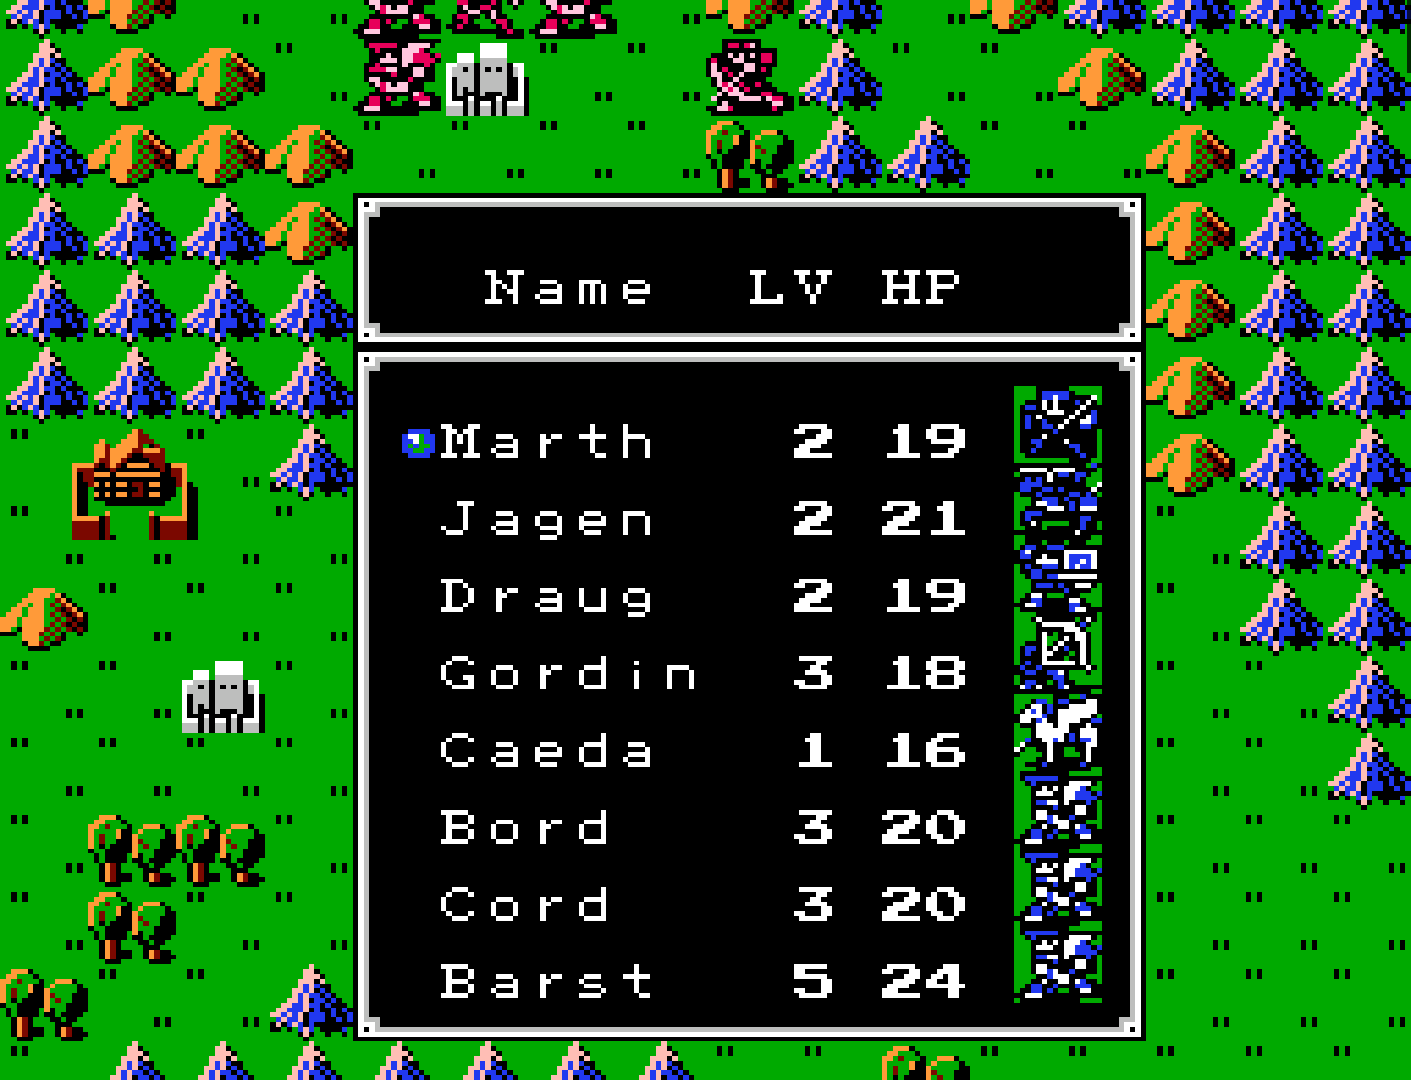 Name LV HP
Marth 2 19
Jagen 2 21
Draug 2 19
Gordin 3 18
Caeda 1 16
Bord 3 20
Cord 3 20
Barst 5 24